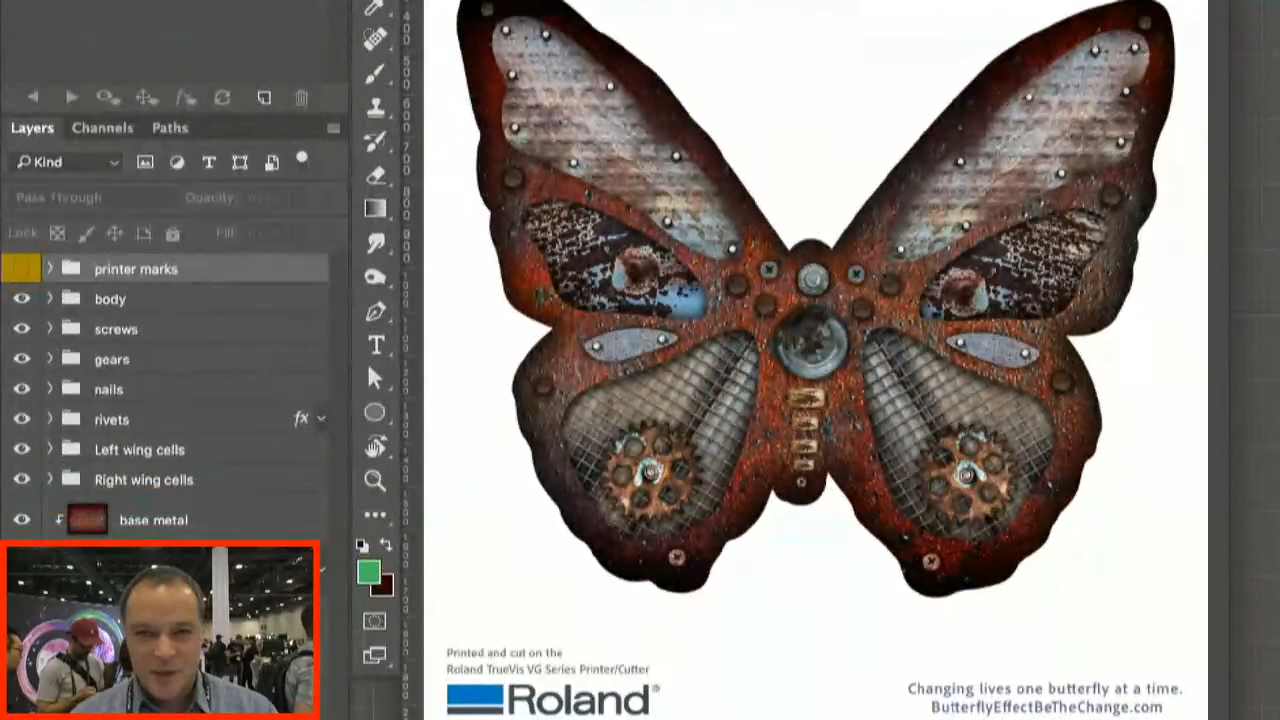 Layers Channels Paths
Kind
Pass Through Opacity:
Lock: Fill:
printer marks
body
screws
gears
nails
rivets fx
Left wing cells
Right wing cells
base metal
Printed and cut on the
Roland TrueVis VG Series Printer/Cutter
Roland®
Changing lives one butterfly at a time.
ButterflyEffectBeTheChange.com